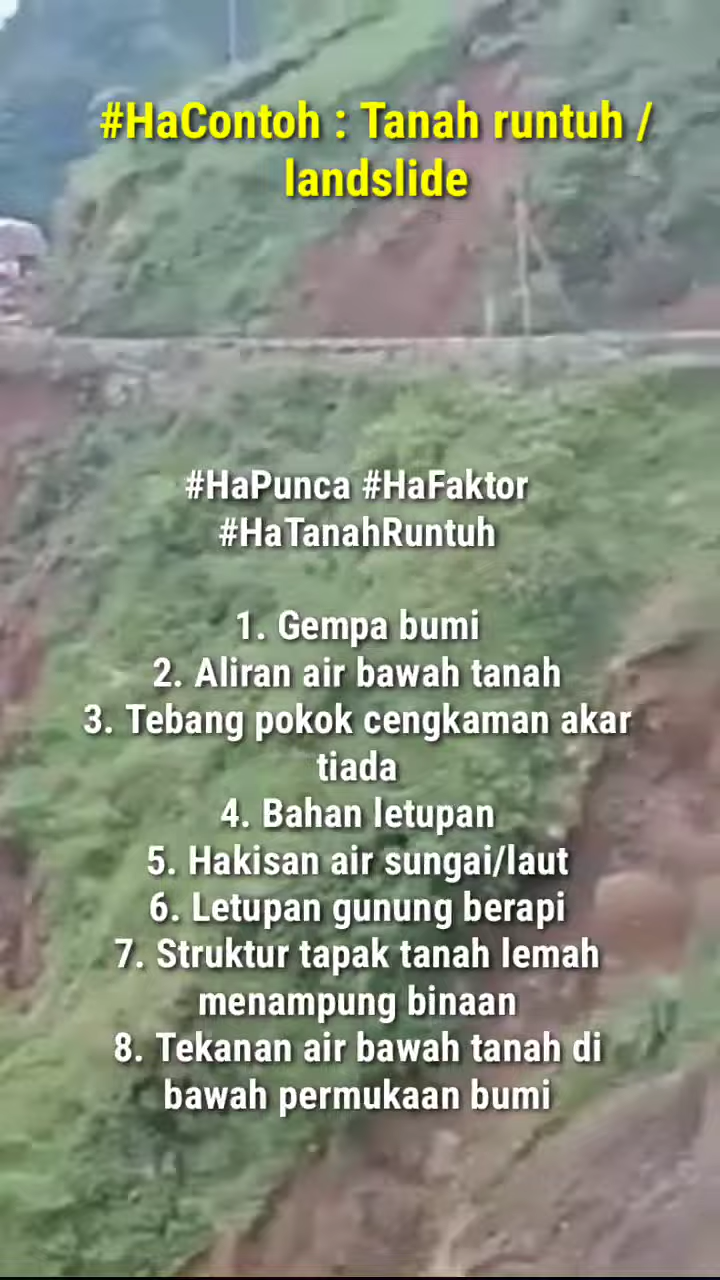 #HaContoh : Tanah runtuh /
landslide
#HaPunca #HaFaktor
#HaTanahRuntuh
1. Gempa bumi
2. Aliran air bawah tanah
3. Tebang pokok cengkaman akar
tiada
4. Bahan letupan
5. Hakisan air sungai/laut
6. Letupan gunung berapi
7. Struktur tapak tanah lemah
menampung binaan
8. Tekanan air bawah tanah di
bawah permukaan bumi